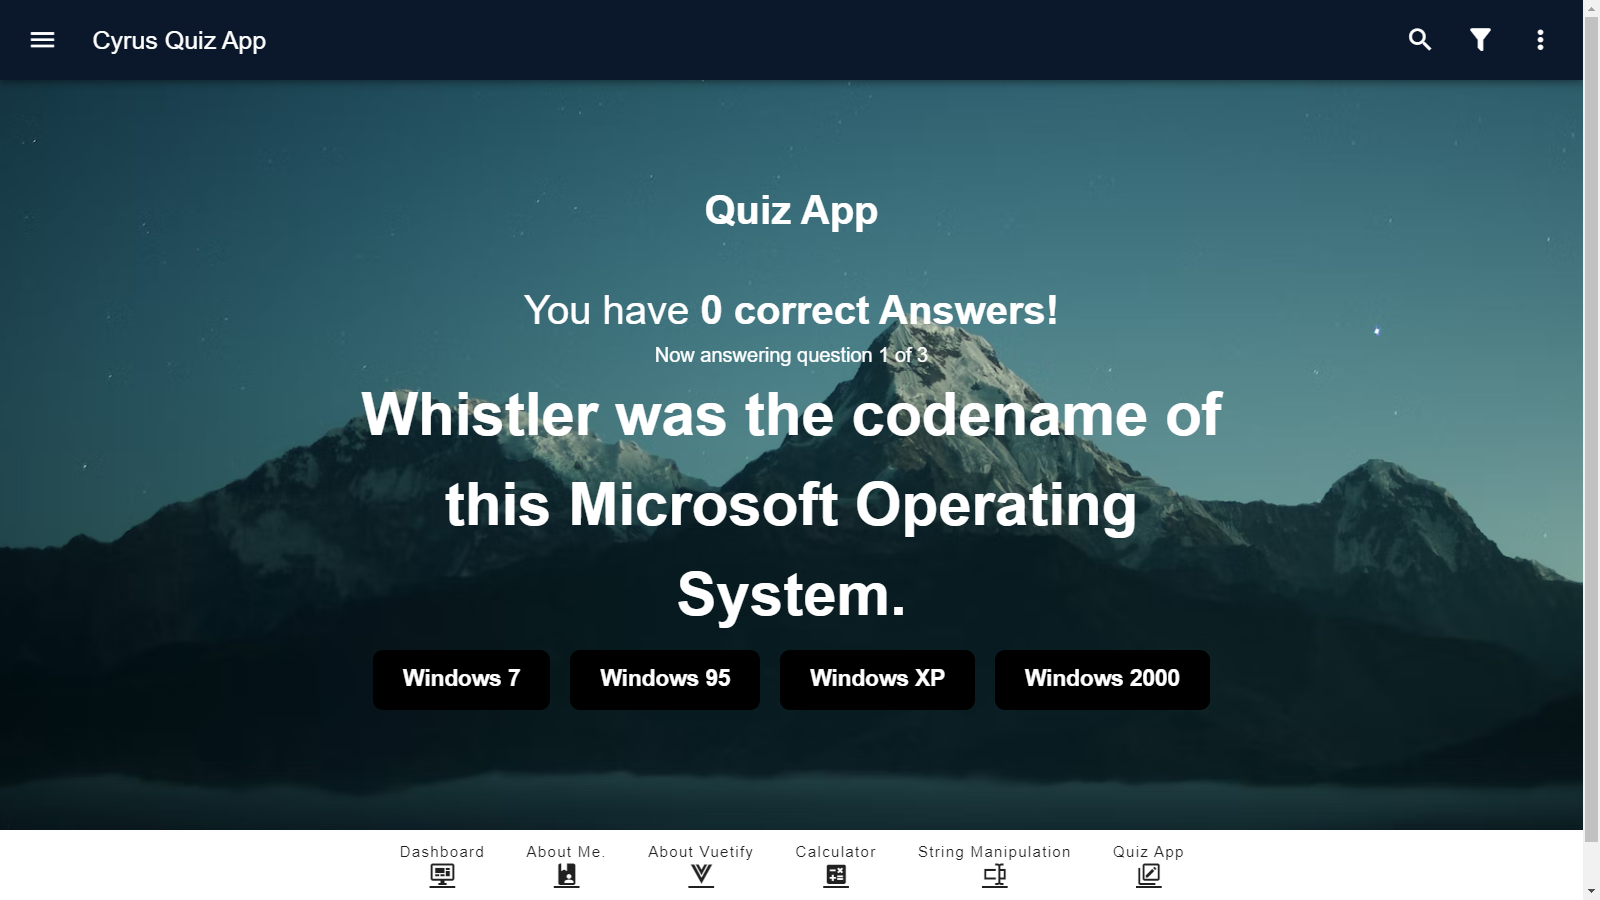 Cyrus Quiz App
Quiz App
You have 0 correct Answers!
Now answering question 1 of 3
Whistler was the codename of
this Microsoft Operating
System.
Windows 7
Windows 95
Windows XP
Windows 2000
Dashboard
About Me.
About Vuetify
Calculator
String Manipulation
Quiz App